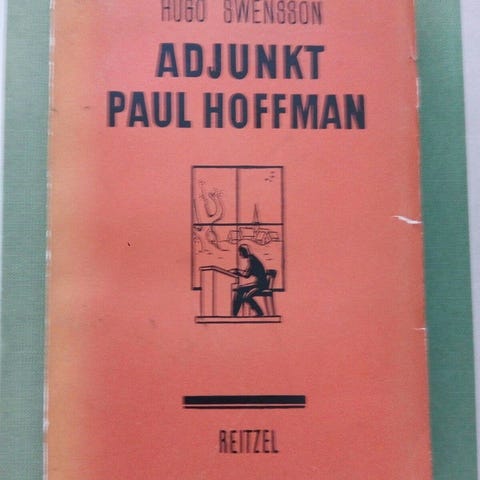 HUGO SWENSSON
ADJUNKT
PAUL HOFFMAN
REITZEL